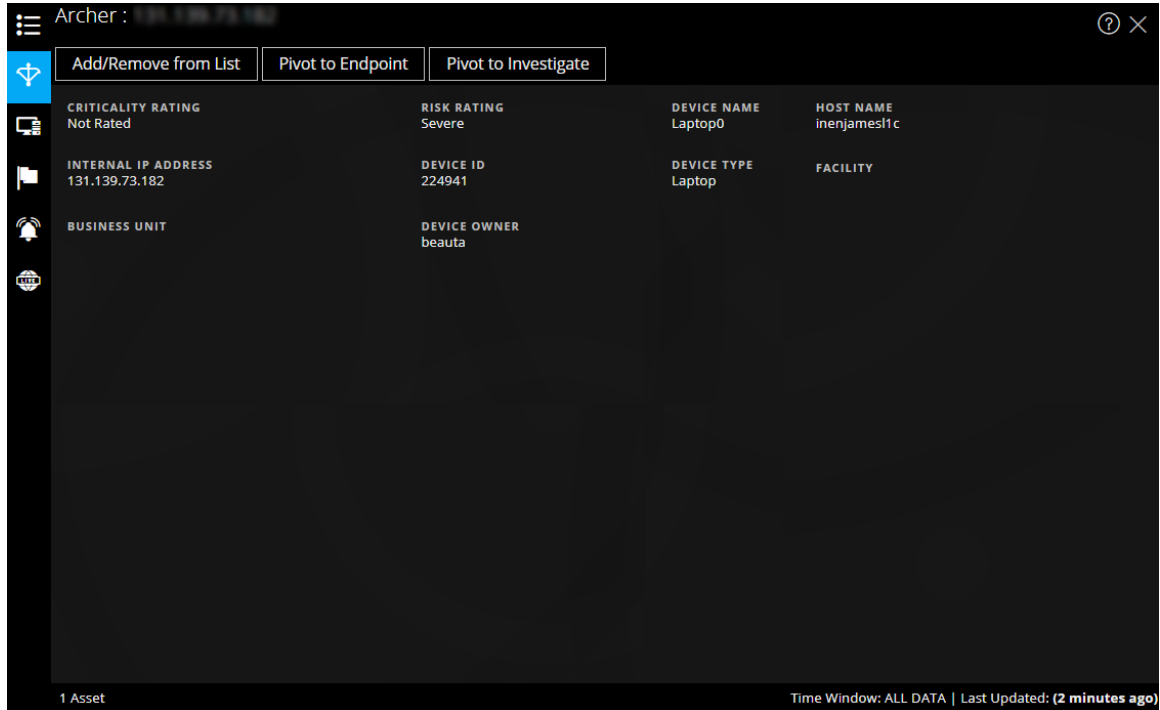 Archer :
Add/Remove from List Pivot to Endpoint Pivot to Investigate
CRITICALITY RATING RISK RATING DEVICE NAME HOST NAME
Not Rated Severe Laptop0 inenjamesl1c
INTERNAL IP ADDRESS DEVICE ID DEVICE TYPE FACILITY
131.139.73.182 224941 Laptop
BUSINESS UNIT DEVICE OWNER
beauta
LIVE
1 Asset Time Window: ALL DATA | Last Updated: (2 minutes ago)